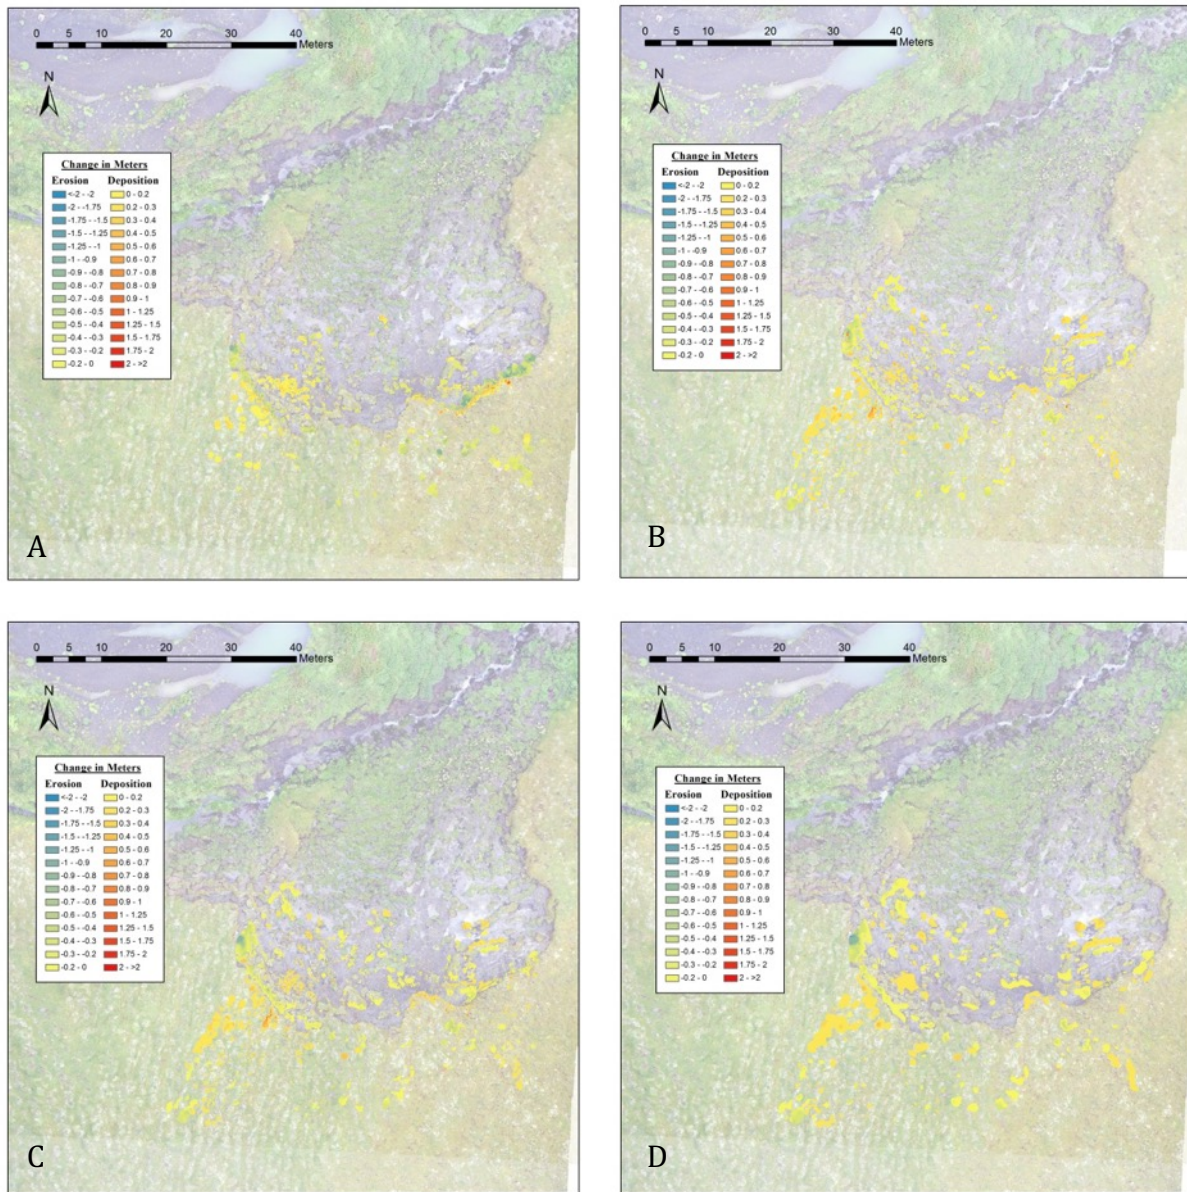 0 10 20 30 40
Meters
N
Change in Meters
Erosion Deposition
<-2 - -2 0 - 0.2
-2 - -1.75 0.2 - 0.3
-1.75 - -1.5 0.3 - 0.4
-1.5 - -1.25 0.4 - 0.5
-1.25 - -1 0.5 - 0.6
-1 - -0.9 0.6 - 0.7
-0.9 - -0.8 0.7 - 0.8
-0.8 - -0.7 0.8 - 0.9
-0.7 - -0.6 0.9 - 1
-0.6 - -0.5 1 - 1.25
-0.5 - -0.4 1.25 - 1.5
-0.4 - -0.3 1.5 - 1.75
-0.3 - -0.2 1.75 - 2
-0.2 - 0 2 - >2
A
0 10 20 30 40
Meters
N
Change in Meters
Erosion Deposition
<-2 - -2 0 - 0.2
-2 - -1.75 0.2 - 0.3
-1.75 - -1.5 0.3 - 0.4
-1.5 - -1.25 0.4 - 0.5
-1.25 - -1 0.5 - 0.6
-1 - -0.9 0.6 - 0.7
-0.9 - -0.8 0.7 - 0.8
-0.8 - -0.7 0.8 - 0.9
-0.7 - -0.6 0.9 - 1
-0.6 - -0.5 1 - 1.25
-0.5 - -0.4 1.25 - 1.5
-0.4 - -0.3 1.5 - 1.75
-0.3 - -0.2 1.75 - 2
-0.2 - 0 2 - >2
B
0 10 20 30 40
Meters
N
Change in Meters
Erosion Deposition
<-2 - -2 0 - 0.2
-2 - -1.75 0.2 - 0.3
-1.75 - -1.5 0.3 - 0.4
-1.5 - -1.25 0.4 - 0.5
-1.25 - -1 0.5 - 0.6
-1 - -0.9 0.6 - 0.7
-0.9 - -0.8 0.7 - 0.8
-0.8 - -0.7 0.8 - 0.9
-0.7 - -0.6 0.9 - 1
-0.6 - -0.5 1 - 1.25
-0.5 - -0.4 1.25 - 1.5
-0.4 - -0.3 1.5 - 1.75
-0.3 - -0.2 1.75 - 2
-0.2 - 0 2 - >2
C
0 10 20 30 40
Meters
N
Change in Meters
Erosion Deposition
<-2 - -2 0 - 0.2
-2 - -1.75 0.2 - 0.3
-1.75 - -1.5 0.3 - 0.4
-1.5 - -1.25 0.4 - 0.5
-1.25 - -1 0.5 - 0.6
-1 - -0.9 0.6 - 0.7
-0.9 - -0.8 0.7 - 0.8
-0.8 - -0.7 0.8 - 0.9
-0.7 - -0.6 0.9 - 1
-0.6 - -0.5 1 - 1.25
-0.5 - -0.4 1.25 - 1.5
-0.4 - -0.3 1.5 - 1.75
-0.3 - -0.2 1.75 - 2
-0.2 - 0 2 - >2
D